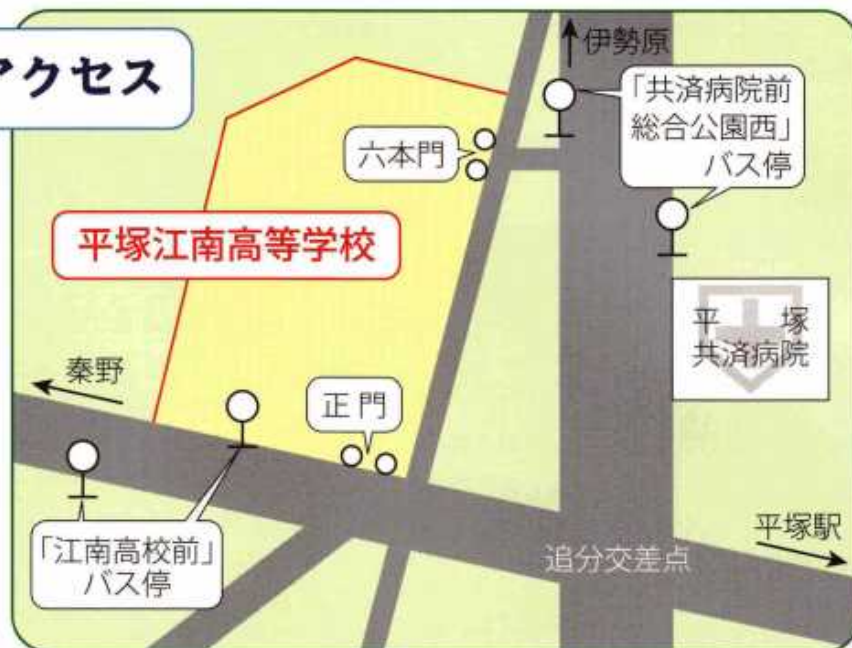 アクセス
伊勢原
「共済病院前
総合公園西」
バス停
六本門
平塚江南高等学校
平 塚
共済病院
秦野
正 門
「江南高校前」
バス停
平塚駅
追分交差点